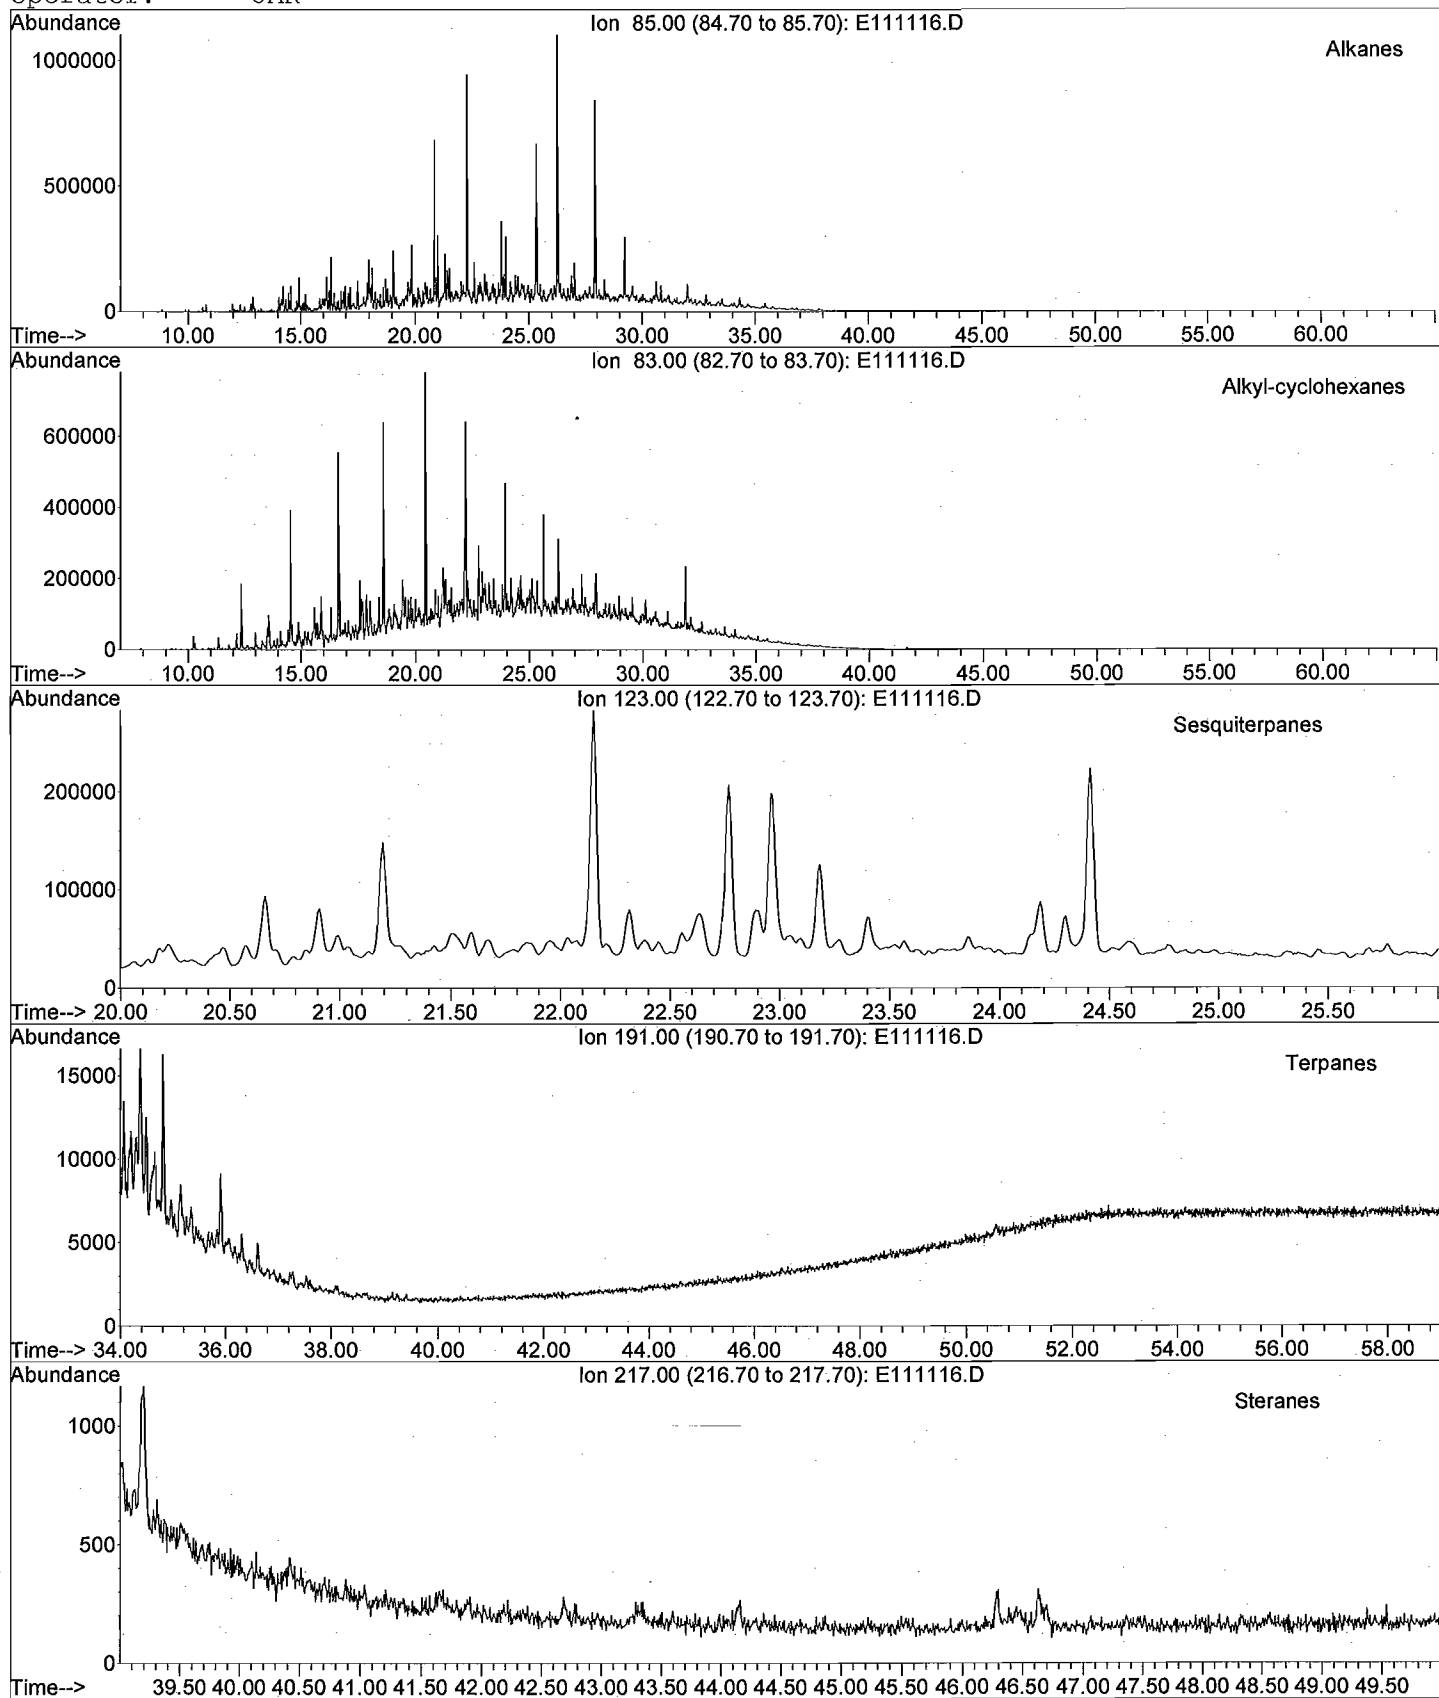 Abundance Ion 85.00 (84.70 to 85.70): E111116.D
Alkanes
1000000
500000
0
Time--> 10.00 15.00 20.00 25.00 30.00 35.00 40.00 45.00 50.00 55.00 60.00
Abundance Ion 83.00 (82.70 to 83.70): E111116.D
Alkyl-cyclohexanes
600000
400000
200000
0
Time--> 10.00 15.00 20.00 25.00 30.00 35.00 40.00 45.00 50.00 55.00 60.00
Abundance Ion 123.00 (122.70 to 123.70): E111116.D
Sesquiterpanes
200000
100000
0
Time--> 20.00 20.50 21.00 21.50 22.00 22.50 23.00 23.50 24.00 24.50 25.00 25.50
Abundance Ion 191.00 (190.70 to 191.70): E111116.D
Terpanes
15000
10000
5000
0
Time--> 34.00 36.00 38.00 40.00 42.00 44.00 46.00 48.00 50.00 52.00 54.00 56.00 58.00
Abundance Ion 217.00 (216.70 to 217.70): E111116.D
Steranes
1000
500
0
Time--> 39.50 40.00 40.50 41.00 41.50 42.00 42.50 43.00 43.50 44.00 44.50 45.00 45.50 46.00 46.50 47.00 47.50 48.00 48.50 49.00 49.50